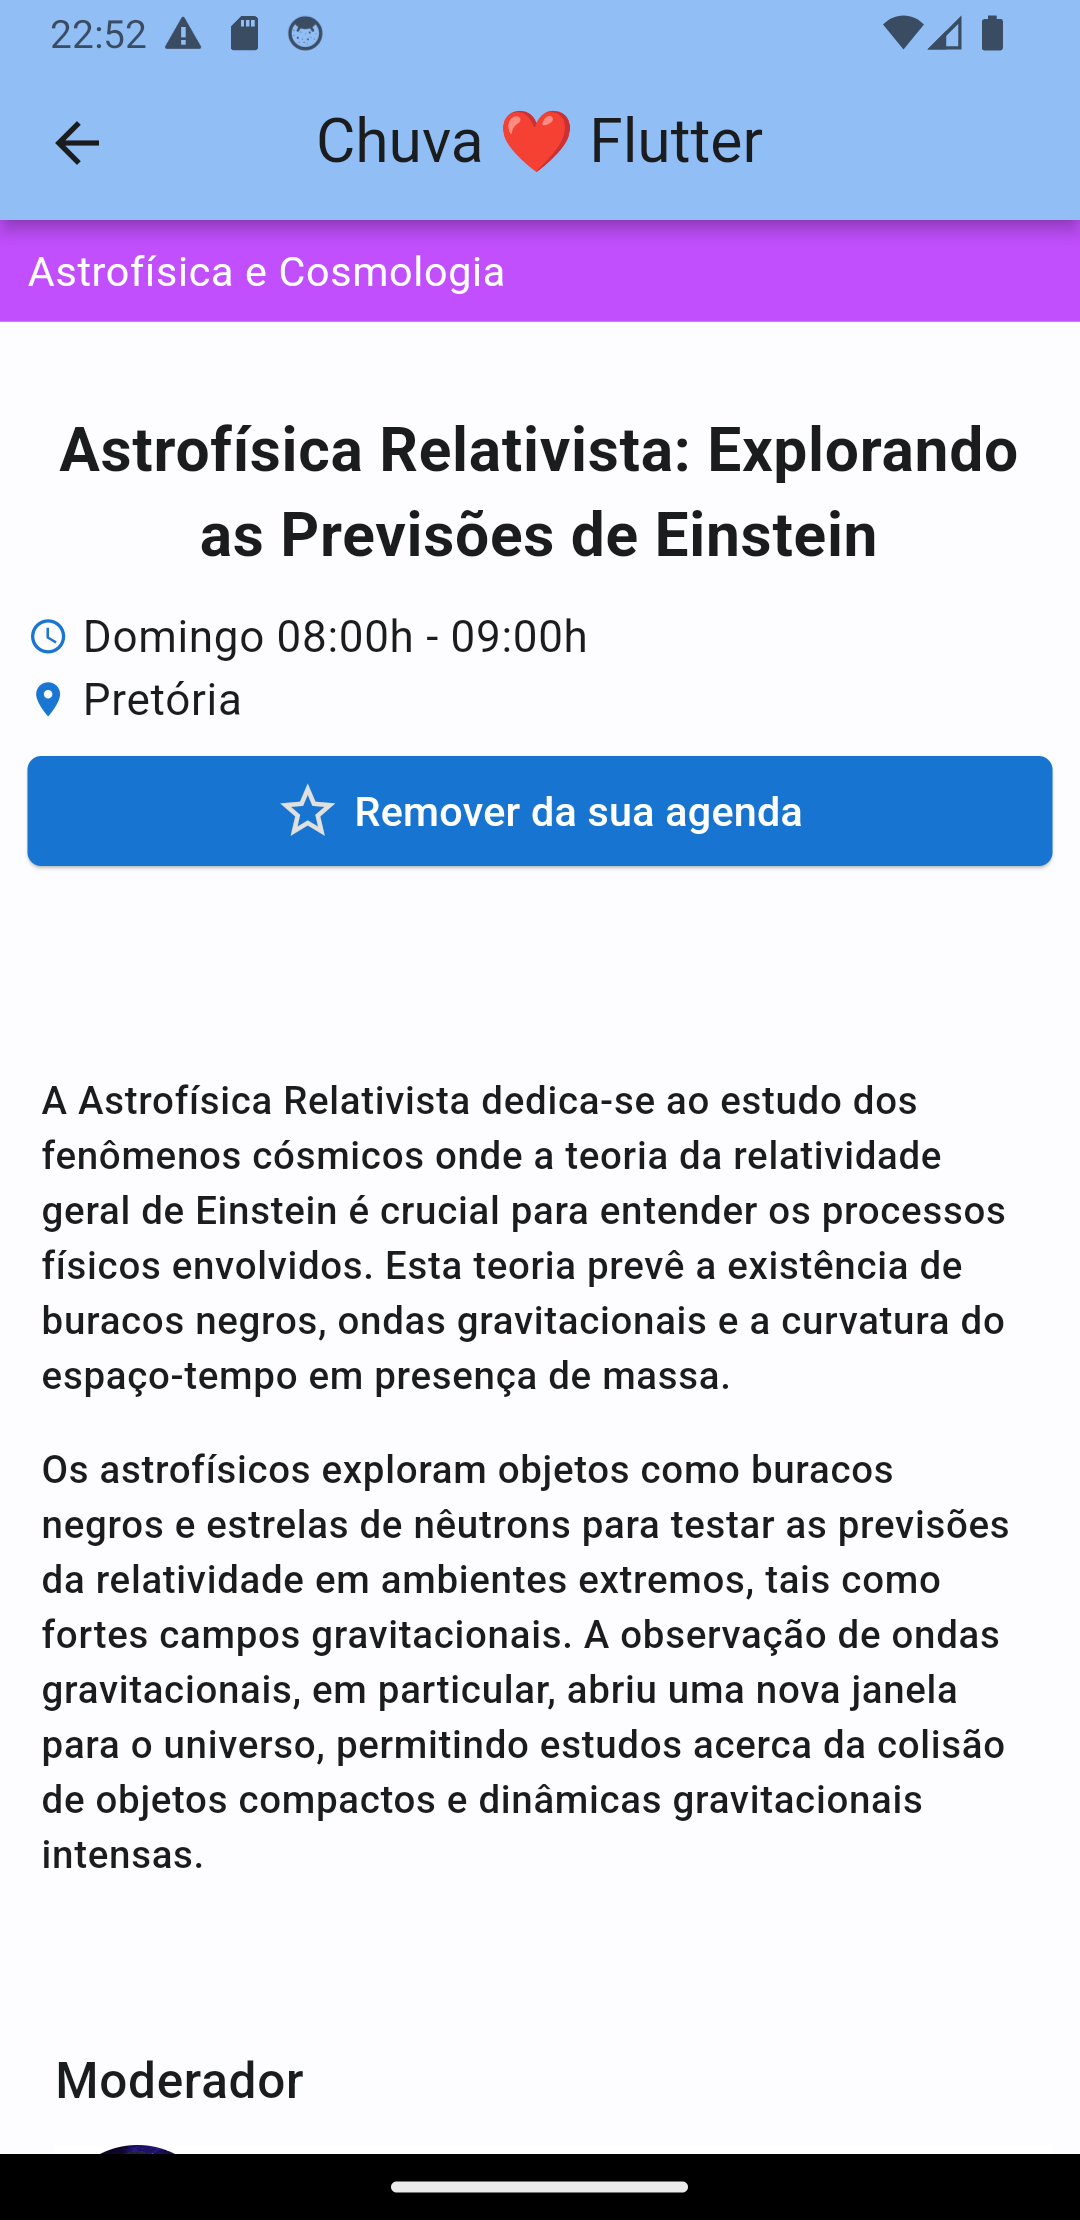 22:52
Chuva ❤️ Flutter
Astrofísica e Cosmologia
Astrofísica Relativista: Explorando
as Previsões de Einstein
Domingo 08:00h - 09:00h
Pretória
Remover da sua agenda
A Astrofísica Relativista dedica-se ao estudo dos
fenômenos cósmicos onde a teoria da relatividade
geral de Einstein é crucial para entender os processos
físicos envolvidos. Esta teoria prevê a existência de
buracos negros, ondas gravitacionais e a curvatura do
espaço-tempo em presença de massa.
Os astrofísicos exploram objetos como buracos
negros e estrelas de nêutrons para testar as previsões
da relatividade em ambientes extremos, tais como
fortes campos gravitacionais. A observação de ondas
gravitacionais, em particular, abriu uma nova janela
para o universo, permitindo estudos acerca da colisão
de objetos compactos e dinâmicas gravitacionais
intensas.
Moderador